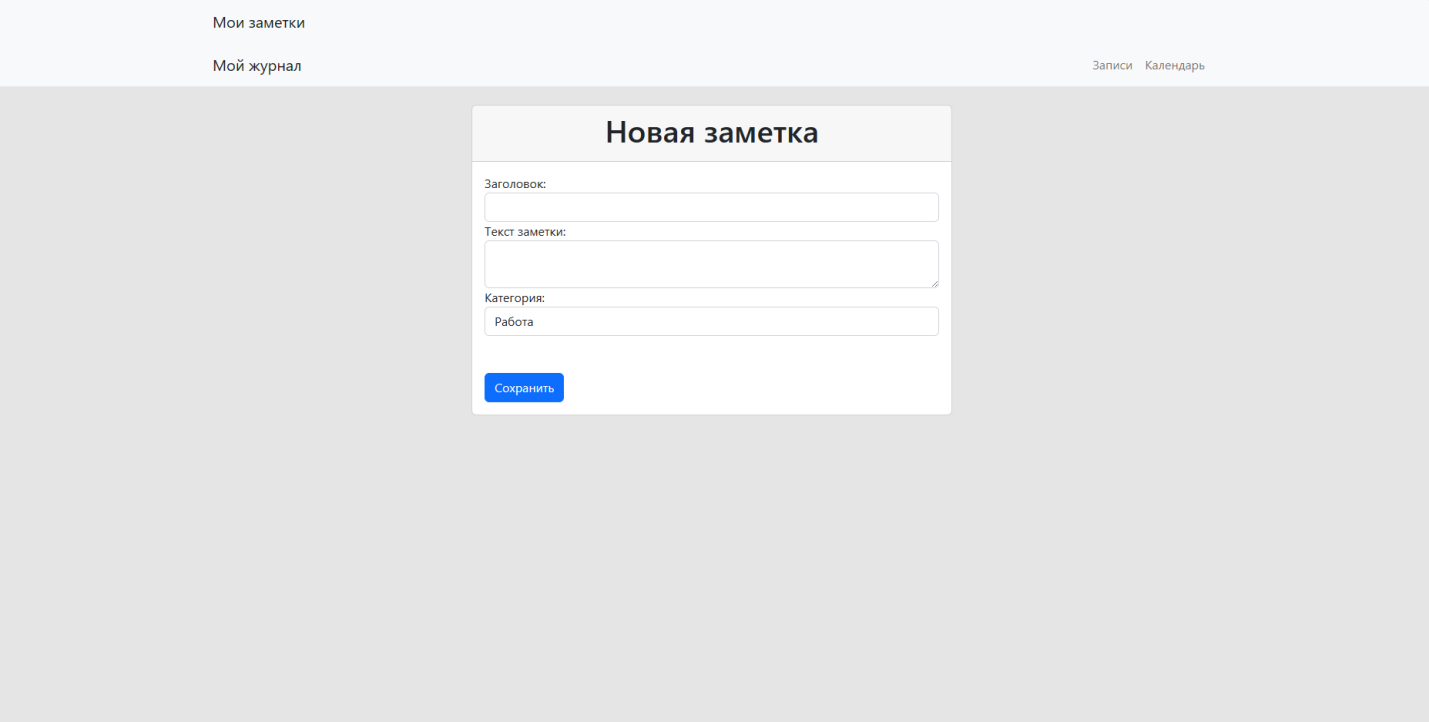 Мои заметки
Мой журнал
Записи Календарь
Новая заметка
Заголовок:
Текст заметки:
Категория:
Работа
Сохранить